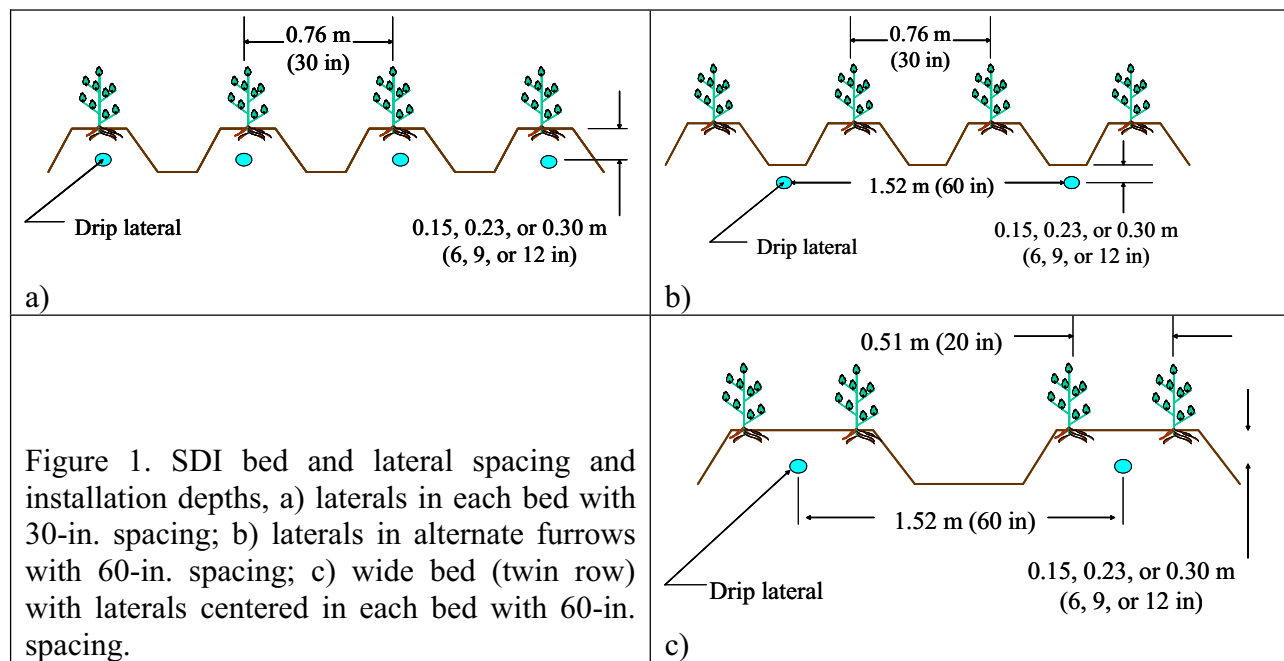 0.76 m
(30 in)
Drip lateral
0.15, 0.23, or 0.30 m
(6, 9, or 12 in)
a)
0.76 m
(30 in)
1.52 m (60 in)
Drip lateral
0.15, 0.23, or 0.30 m
(6, 9, or 12 in)
b)
Figure 1. SDI bed and lateral spacing and
installation depths, a) laterals in each bed with
30-in. spacing; b) laterals in alternate furrows
with 60-in. spacing; c) wide bed (twin row)
with laterals centered in each bed with 60-in.
spacing.
0.51 m (20 in)
1.52 m (60 in)
Drip lateral
0.15, 0.23, or 0.30 m
(6, 9, or 12 in)
c)